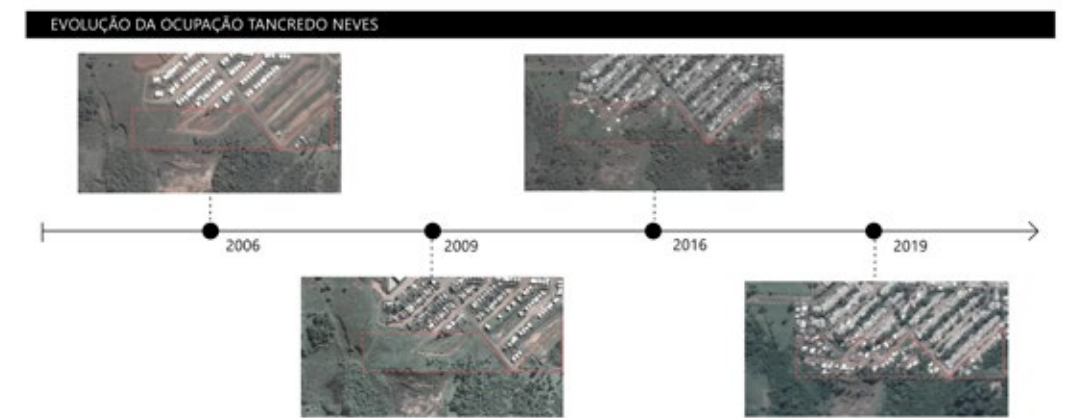 EVOLUÇÃO DA OCUPAÇÃO TANCREDO NEVES
2006
2009
2016
2019